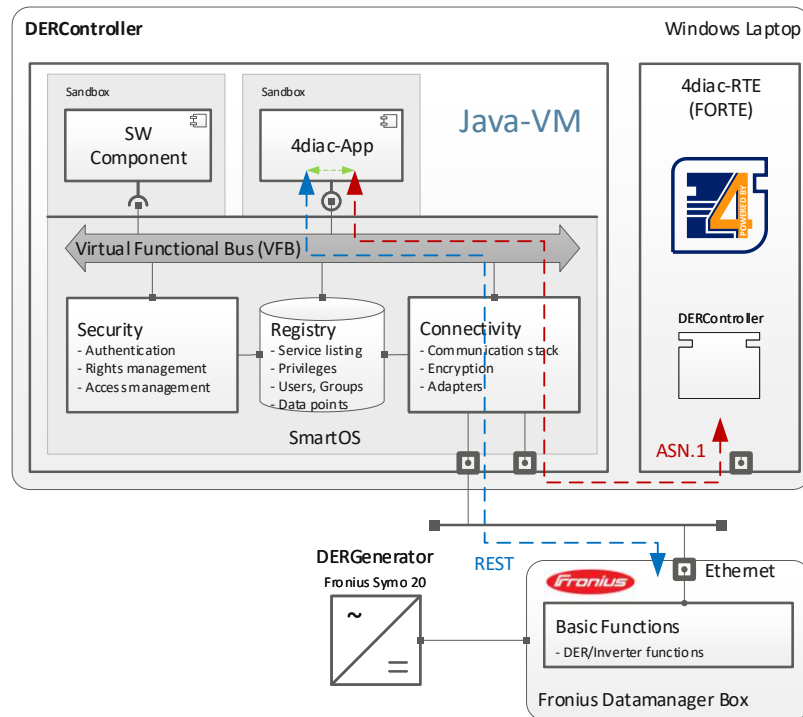 DERController
Windows Laptop
Sandbox
SW
Component
Sandbox
4diac-App
Java-VM
4diac-RTE
(FORTE)
4
POWERED BY
Virtual Functional Bus (VFB)
Security
- Authentication
- Rights management
- Access management
Registry
- Service listing
- Privileges
- Users, Groups
- Data points
Connectivity
- Communication stack
- Encryption
- Adapters
SmartOS
DERController
ASN.1
REST
DERGenerator
Fronius Symo 20
~
=
Fronius
Ethernet
Basic Functions
- DER/Inverter functions
Fronius Datamanager Box